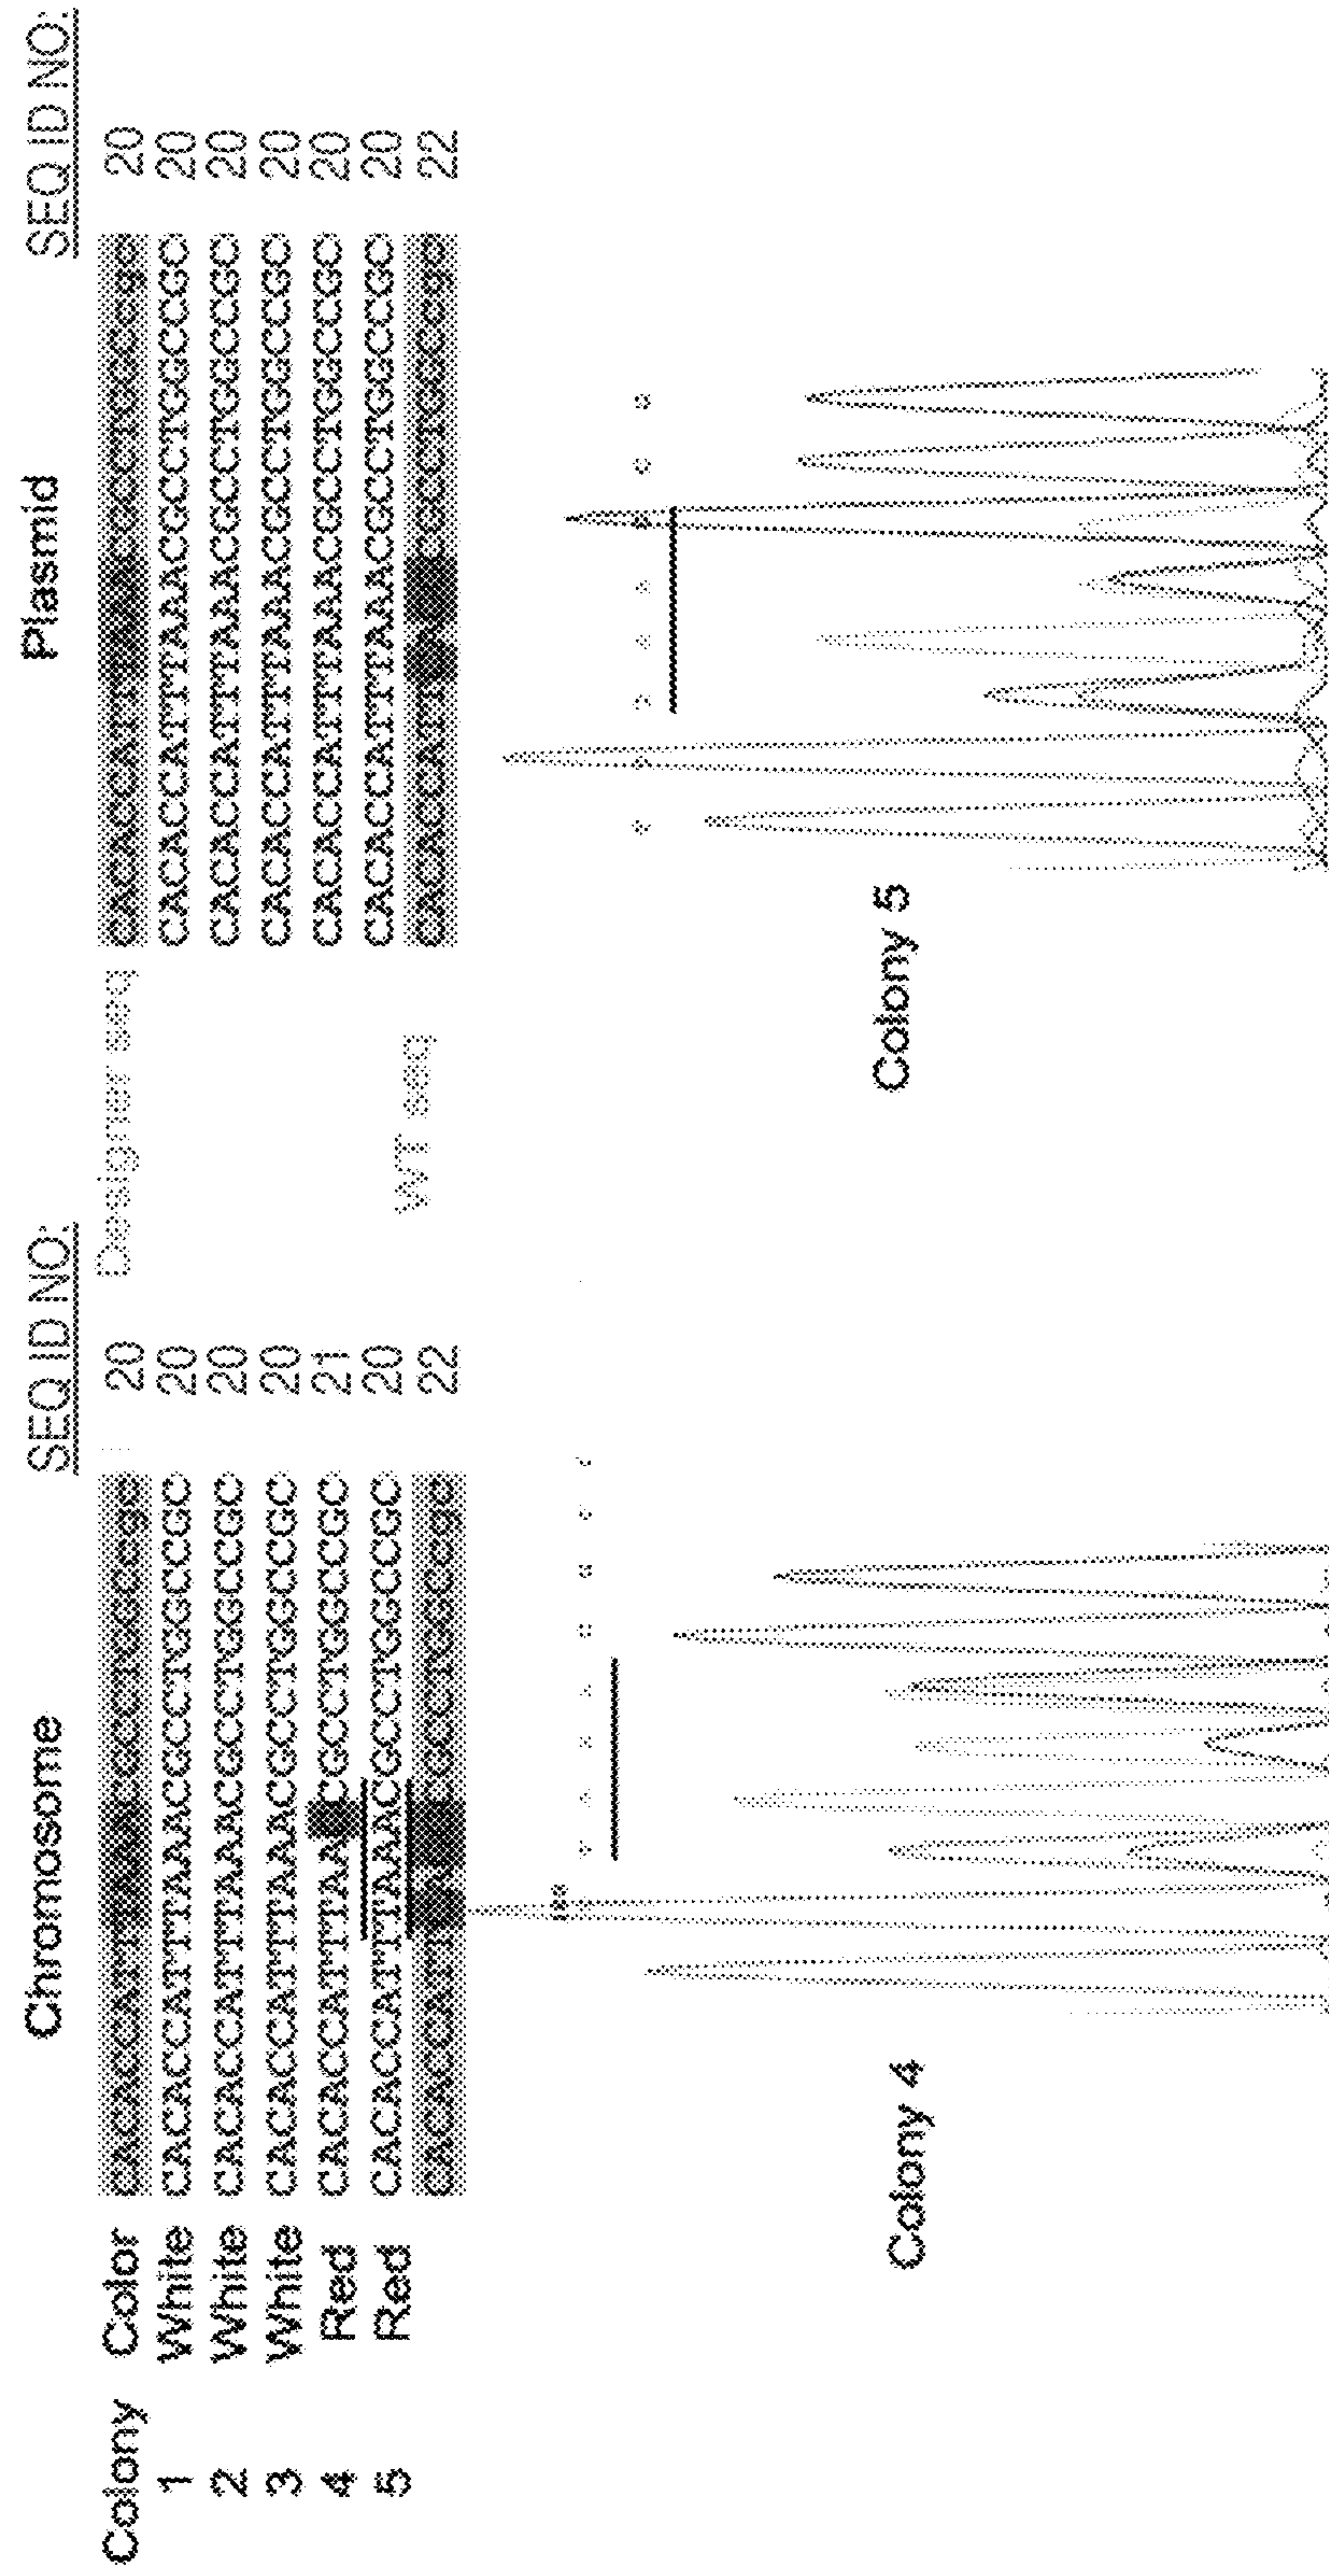 Chromosome SEQ ID NO: Plasmid SEQ ID NO:
Colony Color 20 Designer seq 20
1 White CACACCATTTAAACGCCTGGCCGC 20 CACACCATTTAAACGCCTGGCCGC 20
2 White CACACCATTTAAACGCCTGGCCGC 20 CACACCATTTAAACGCCTGGCCGC 20
3 White CACACCATTTAAACGCCTGGCCGC 20 CACACCATTTAAACGCCTGGCCGC 20
4 Red 21 CACACCATTTAAACGCCTGGCCGC 20
5 Red CACACCATTTAAACGCCTGGCCGC 20 CACACCATTTAAACGCCTGGCCGC 20
22 WT seq 22
Colony 4 Colony 5